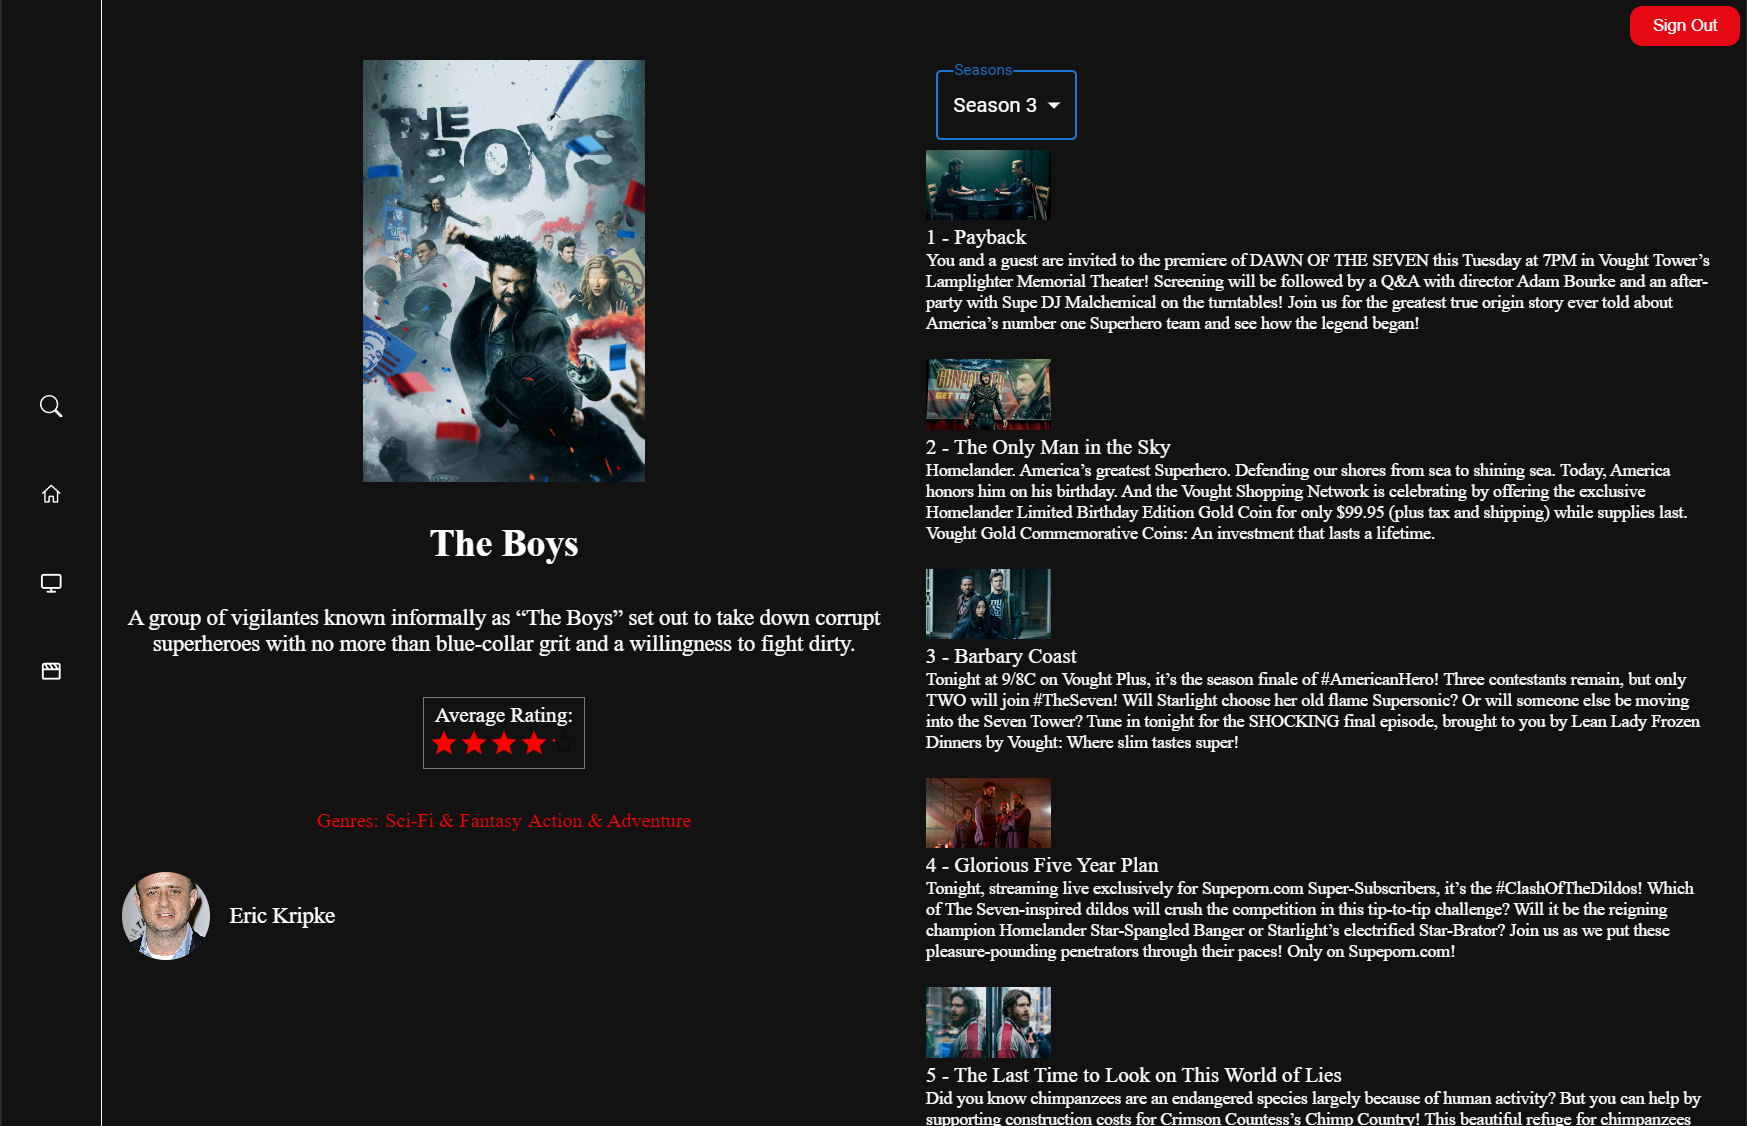 Sign Out
THE
BOYS
The Boys
A group of vigilantes known informally as “The Boys” set out to take down corrupt
superheroes with no more than blue-collar grit and a willingness to fight dirty.
Average Rating:
Genres: Sci-Fi & Fantasy Action & Adventure
Eric Kripke
Seasons
Season 3
1 - Payback
You and a guest are invited to the premiere of DAWN OF THE SEVEN this Tuesday at 7PM in Vought Tower’s
Lamplighter Memorial Theater! Screening will be followed by a Q&A with director Adam Bourke and an after-
party with Supe DJ Malchemical on the turntables! Join us for the greatest true origin story ever told about
America’s number one Superhero team and see how the legend began!
2 - The Only Man in the Sky
Homelander. America’s greatest Superhero. Defending our shores from sea to shining sea. Today, America
honors him on his birthday. And the Vought Shopping Network is celebrating by offering the exclusive
Homelander Limited Birthday Edition Gold Coin for only $99.95 (plus tax and shipping) while supplies last.
Vought Gold Commemorative Coins: An investment that lasts a lifetime.
3 - Barbary Coast
Tonight at 9/8C on Vought Plus, it’s the season finale of #AmericanHero! Three contestants remain, but only
TWO will join #TheSeven! Will Starlight choose her old flame Supersonic? Or will someone else be moving
into the Seven Tower? Tune in tonight for the SHOCKING final episode, brought to you by Lean Lady Frozen
Dinners by Vought: Where slim tastes super!
4 - Glorious Five Year Plan
Tonight, streaming live exclusively for Supeporn.com Super-Subscribers, it’s the #ClashOfTheDildos! Which
of The Seven-inspired dildos will crush the competition in this tip-to-tip challenge? Will it be the reigning
champion Homelander Star-Spangled Banger or Starlight’s electrified Star-Brator? Join us as we put these
pleasure-pounding penetrators through their paces! Only on Supeporn.com!
5 - The Last Time to Look on This World of Lies
Did you know chimpanzees are an endangered species largely because of human activity? But you can help by
supporting construction costs for Crimson Countess’s Chimp Country! This beautiful refuge for chimpanzees